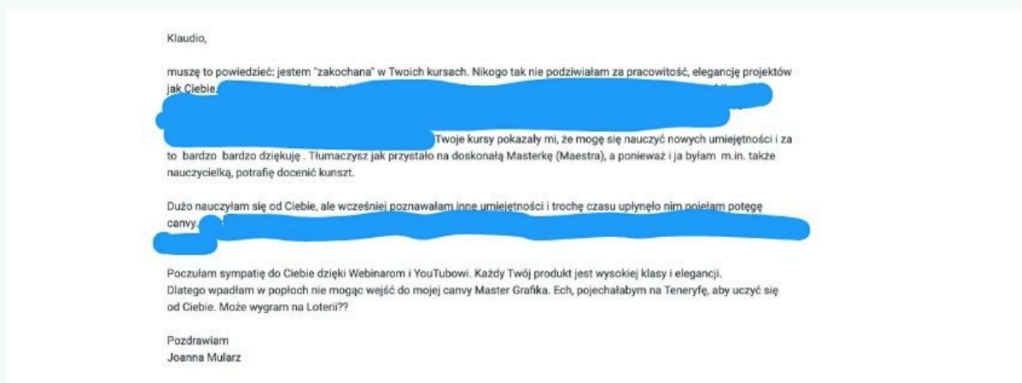 Klaudio,
muszę to powiedzieć: jestem "zakochana" w Twoich kursach. Nikogo tak nie podziwiałam za pracowitość, elegancję projektów
jak Ciebie.
Twoje kursy pokazały mi, że mogę się nauczyć nowych umiejętności i za
to bardzo bardzo dziękuję . Tłumaczysz jak przystało na doskonałą Masterkę (Maestra), a ponieważ i ja byłam m.in. także
nauczycielką, potrafię docenić kunszt.
Dużo nauczyłam się od Ciebie, ale wcześniej poznawałam inne umiejętności i trochę czasu upłynęło nim pojęłam potęgę
canvy.
Poczułam sympatię do Ciebie dzięki Webinarom i YouTubowi. Każdy Twój produkt jest wysokiej klasy i elegancji.
Dlatego wpadłam w popłoch nie mogąc wejść do mojej canvy Master Grafika. Ech, pojechałabym na Teneryfę, aby uczyć się
od Ciebie. Może wygram na Loterii??
Pozdrawiam
Joanna Mularz